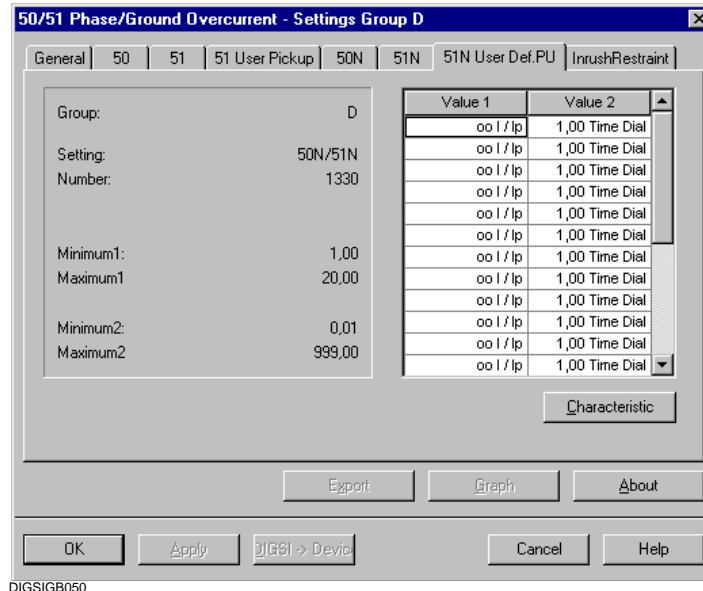 50/51 Phase/Ground Overcurrent - Settings Group D
General 50 51 51 User Pickup 50N 51N 51N User Def.PU InrushRestraint
Group: D
Setting: 50N/51N
Number: 1330
Minimum1: 1,00
Maximum1 20,00
Minimum2: 0,01
Maximum2 999,00
Value 1 Value 2
oo I / Ip 1,00 Time Dial
oo I / Ip 1,00 Time Dial
oo I / Ip 1,00 Time Dial
oo I / Ip 1,00 Time Dial
oo I / Ip 1,00 Time Dial
oo I / Ip 1,00 Time Dial
oo I / Ip 1,00 Time Dial
oo I / Ip 1,00 Time Dial
oo I / Ip 1,00 Time Dial
oo I / Ip 1,00 Time Dial
oo I / Ip 1,00 Time Dial
oo I / Ip 1,00 Time Dial
Characteristic
Export Graph About
OK Apply DIGSI -> Device Cancel Help
DIGSIGB050